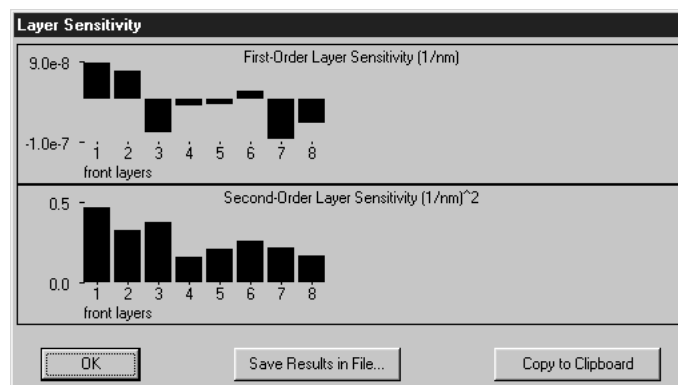 Layer Sensitivity
First-Order Layer Sensitivity (1/nm)
9.0e-8
-1.0e-7
1 2 3 4 5 6 7 8
front layers
Second-Order Layer Sensitivity (1/nm)^2
0.5
0.0
1 2 3 4 5 6 7 8
front layers
OK Save Results in File... Copy to Clipboard